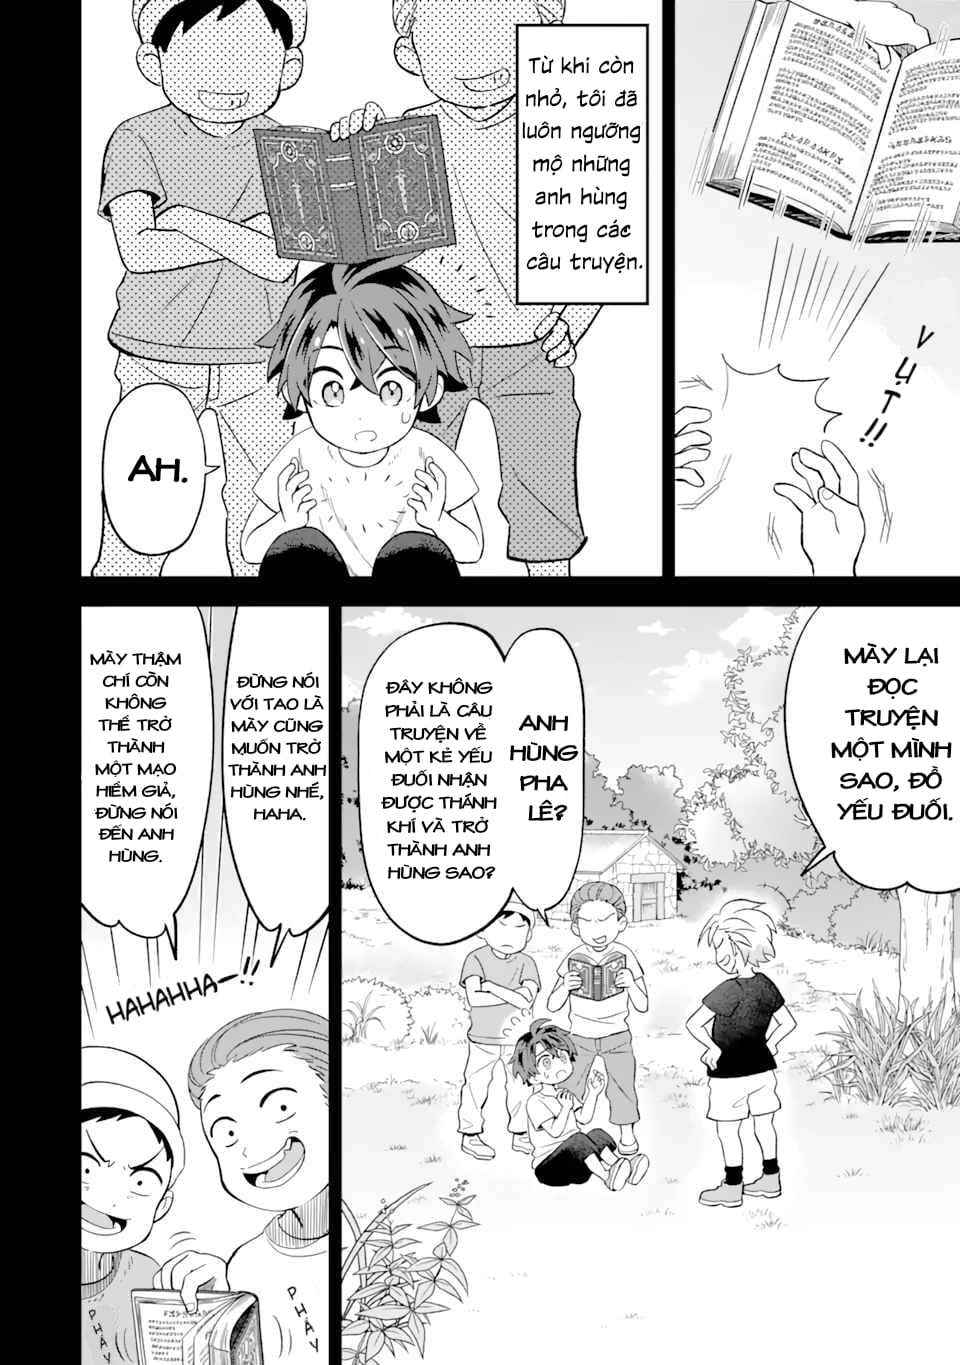 VỤT!!
Từ khi còn
nhỏ, tôi đã
luôn ngưỡng
mộ những
anh hùng
trong các
câu truyện.
AH.
MÀY LẠI
ĐỌC
TRUYỆN
MỘT MÌNH
SAO, ĐỒ
YẾU ĐUỐI.
ANH
HÙNG
PHA
LÊ?
ĐÂY KHÔNG
PHẢI LÀ CÂU
TRUYỆN VỀ
MỘT KẺ YẾU
ĐUỐI NHẬN
ĐƯỢC THÁNH
KHÍ VÀ TRỞ
THÀNH ANH
HÙNG SAO?
ĐỪNG NÓI
VỚI TAO LÀ
MÀY CŨNG
MUỐN TRỞ
THÀNH ANH
HÙNG NHÉ,
HAHA.
MÀY THẬM
CHÍ CÒN
KHÔNG
THỂ TRỞ
THÀNH
MỘT MẠO
HIỂM GIẢ,
ĐỪNG NÓI
ĐẾN ANH
HÙNG.
HAHAHHA—!!
PHẨY
PHẨY